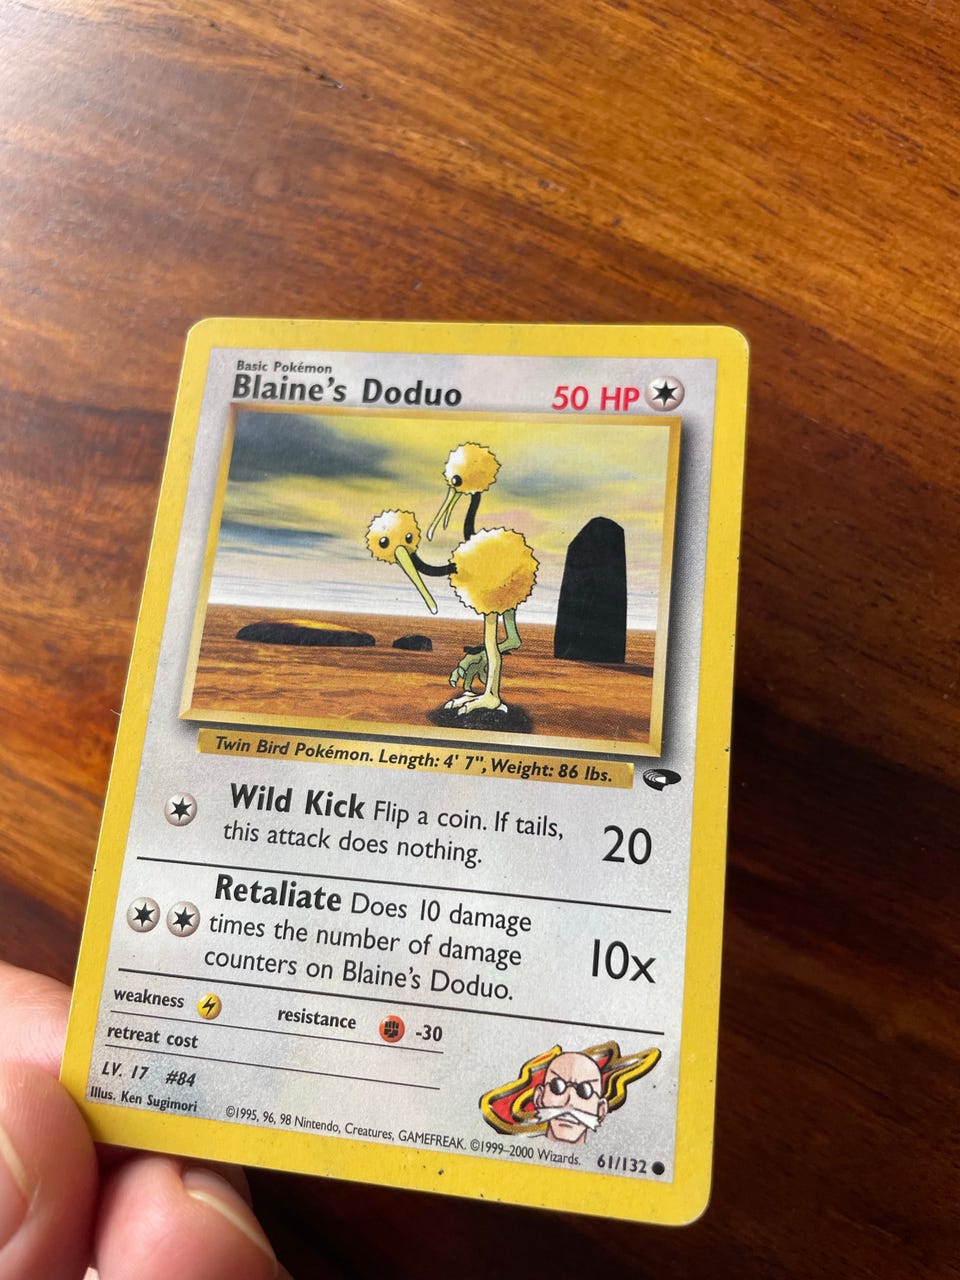 Basic Pokémon
Blaine's Doduo
50 HP
Twin Bird Pokémon. Length: 4' 7", Weight: 86 lbs.
Wild Kick Flip a coin. If tails,
this attack does nothing.
20
Retaliate Does 10 damage
times the number of damage
counters on Blaine's Doduo.
10x
weakness
resistance
-30
retreat cost
LV. 17 #84
Illus. Ken Sugimori
©1995, 96, 98 Nintendo, Creatures, GAMEFREAK. ©1999–2000 Wizards.
61/132